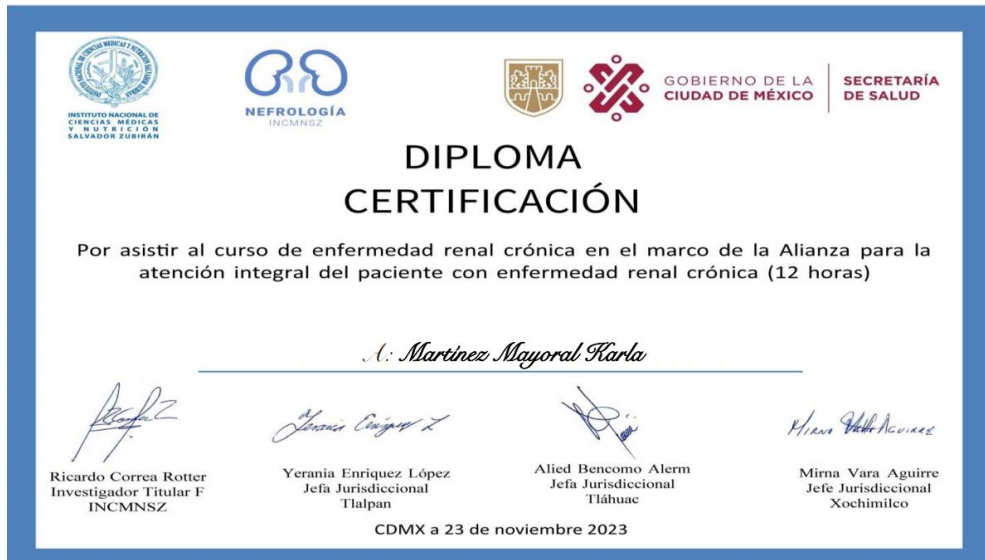 INSTITUTO NACIONAL DE
CIENCIAS MÉDICAS
Y NUTRICIÓN
SALVADOR ZUBIRÁN
NEFROLOGÍA
INCMNSZ
GOBIERNO DE LA
CIUDAD DE MÉXICO
SECRETARÍA
DE SALUD
DIPLOMA
CERTIFICACIÓN
Por asistir al curso de enfermedad renal crónica en el marco de la Alianza para la
atención integral del paciente con enfermedad renal crónica (12 horas)
A: Martínez Mayoral Karla
Ricardo Correa Rotter
Investigador Titular F
INCMNSZ
Yerania Enriquez López
Jefa Jurisdiccional
Tlalpan
Alied Bencomo Alerm
Jefa Jurisdiccional
Tláhuac
Mirna Vara Aguirre
Jefe Jurisdiccional
Xochimilco
CDMX a 23 de noviembre 2023